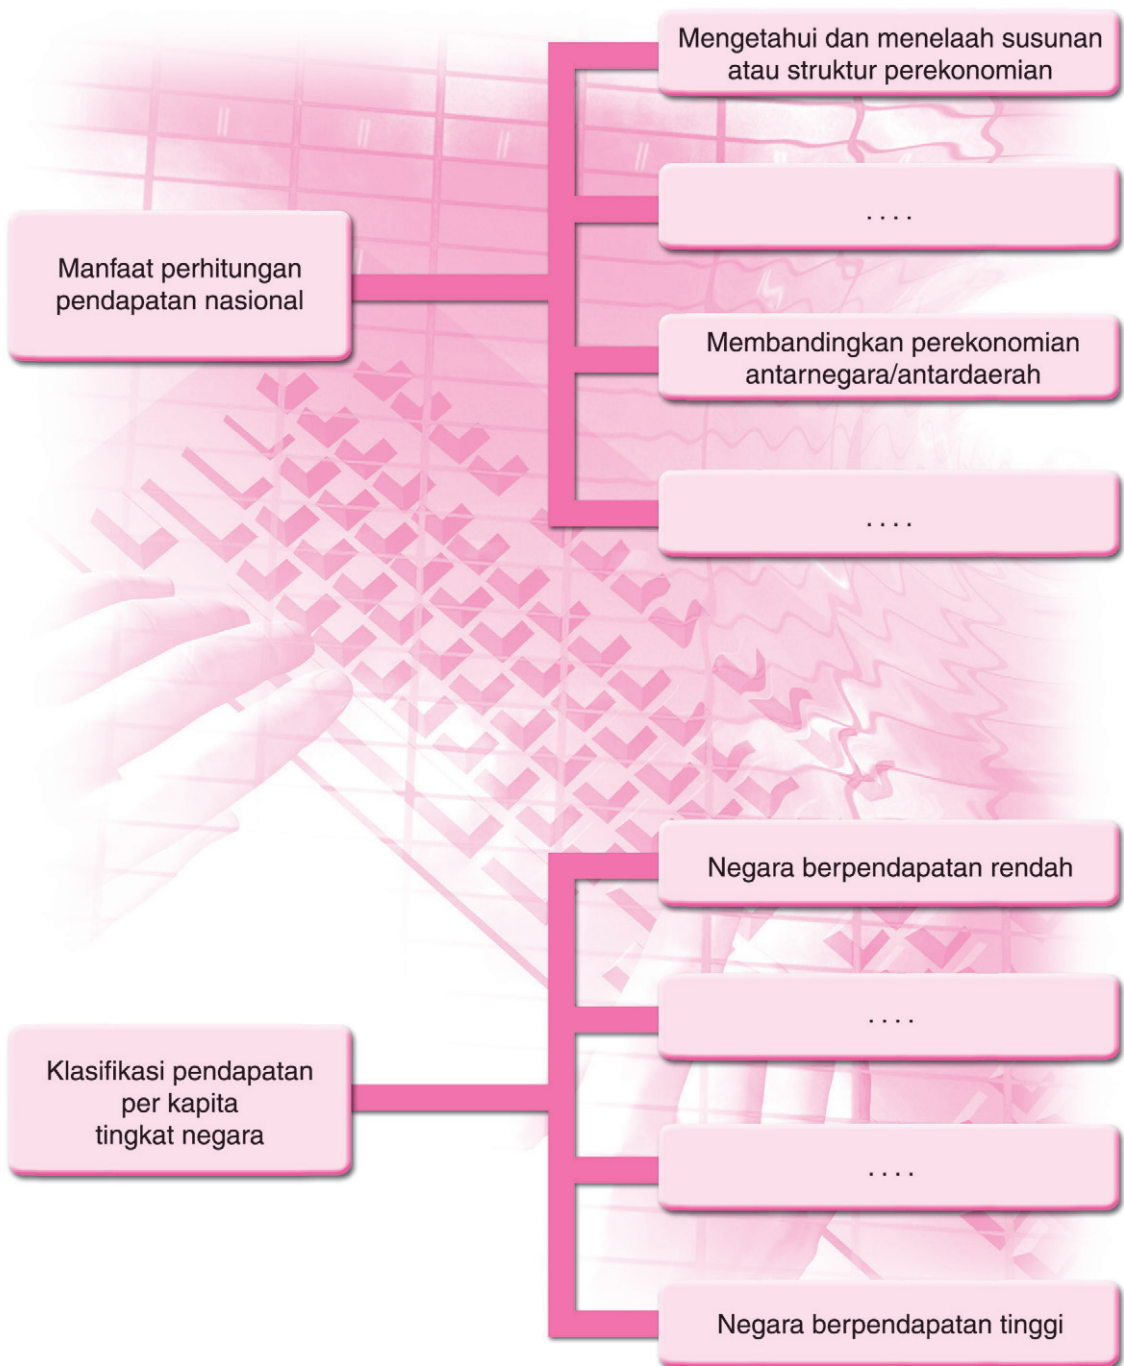 Manfaat perhitungan
pendapatan nasional
Mengetahui dan menelaah susunan
atau struktur perekonomian
. . . .
Membandingkan perekonomian
antarnegara/antardaerah
. . . .
Klasifikasi pendapatan
per kapita
tingkat negara
Negara berpendapatan rendah
. . . .
. . . .
Negara berpendapatan tinggi